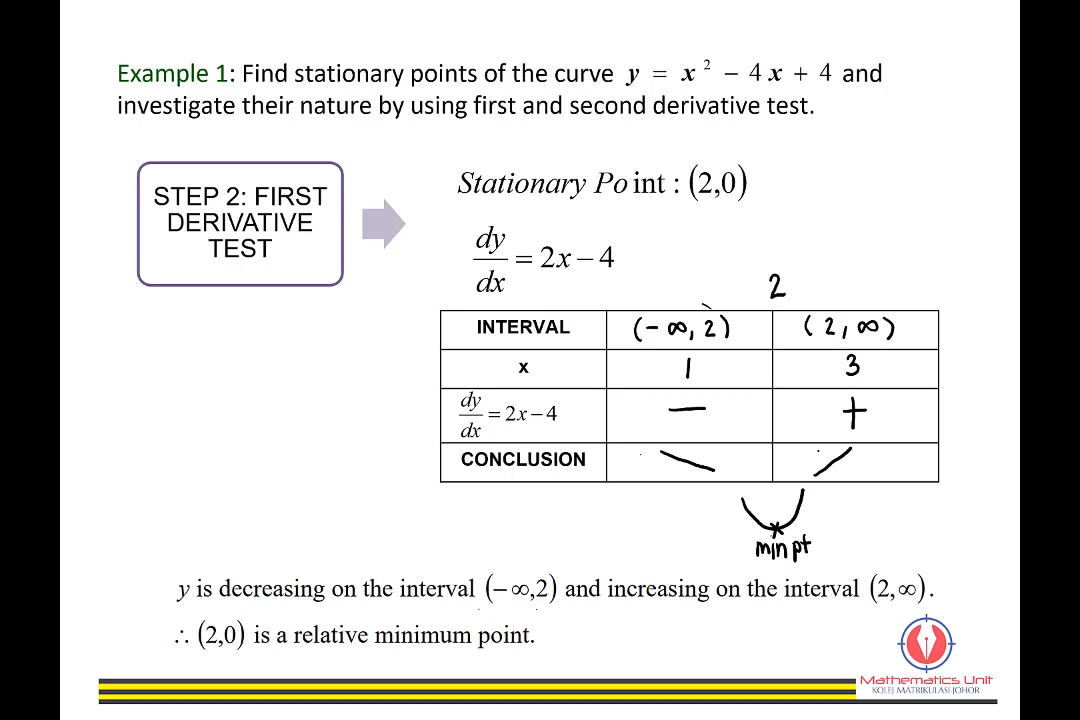 Example 1: Find stationary points of the curve y = x² − 4x + 4 and
investigate their nature by using first and second derivative test.
STEP 2: FIRST
DERIVATIVE
TEST
Stationary Point : (2,0)
dy/dx = 2x − 4
2
INTERVAL (-∞, 2) (2, ∞)
x 1 3
dy/dx = 2x − 4 − +
CONCLUSION \ /
min pt
y is decreasing on the interval (−∞,2) and increasing on the interval (2,∞).
∴ (2,0) is a relative minimum point.
Mathematics Unit
KOLEJ MATRIKULASI JOHOR